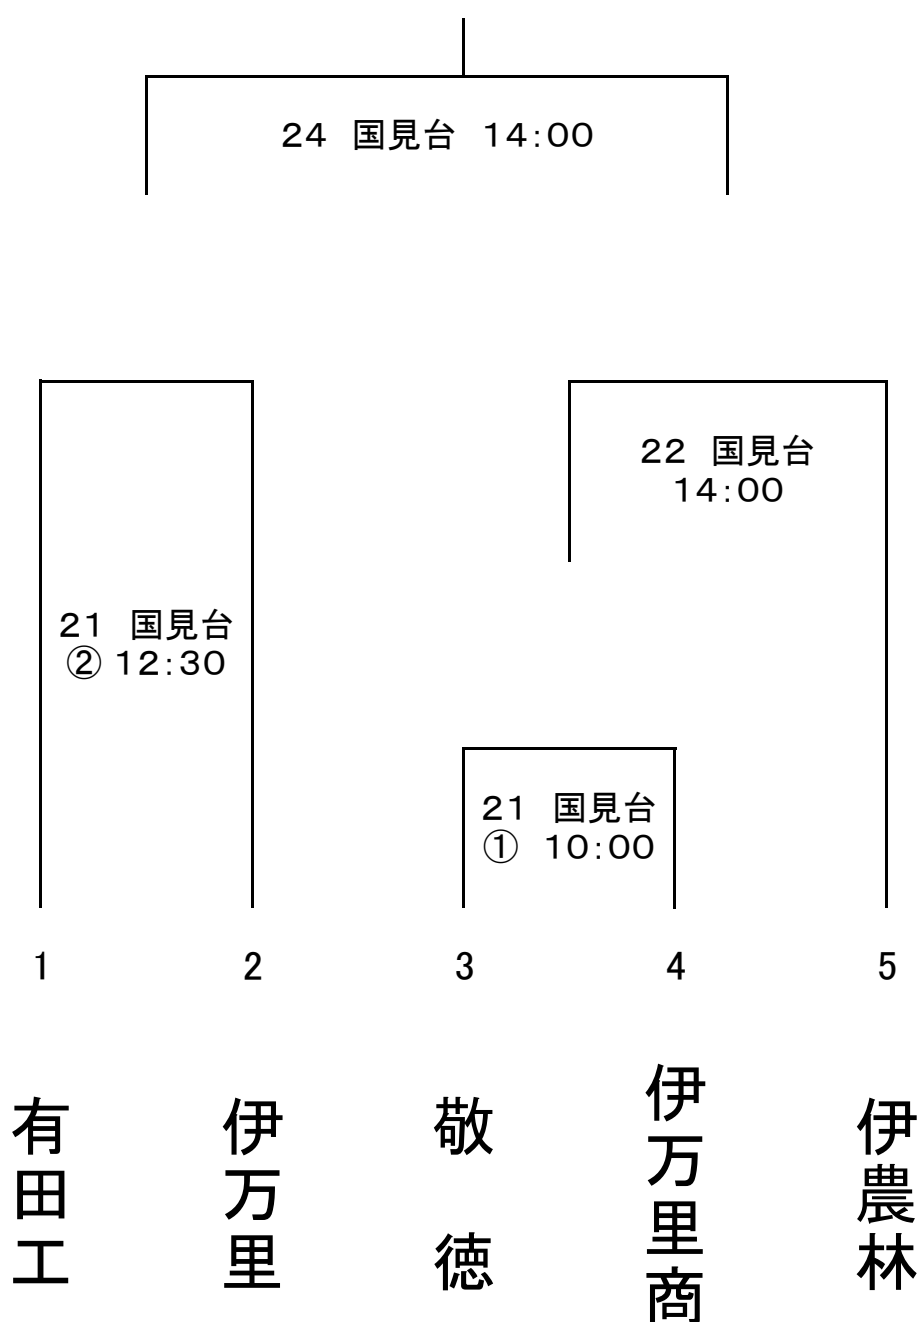 24 国見台 14:00
22 国見台
14:00
21 国見台
② 12:30
21 国見台
① 10:00
1 2 3 4 5
有田工
伊万里
敬 徳
伊万里商
伊農林